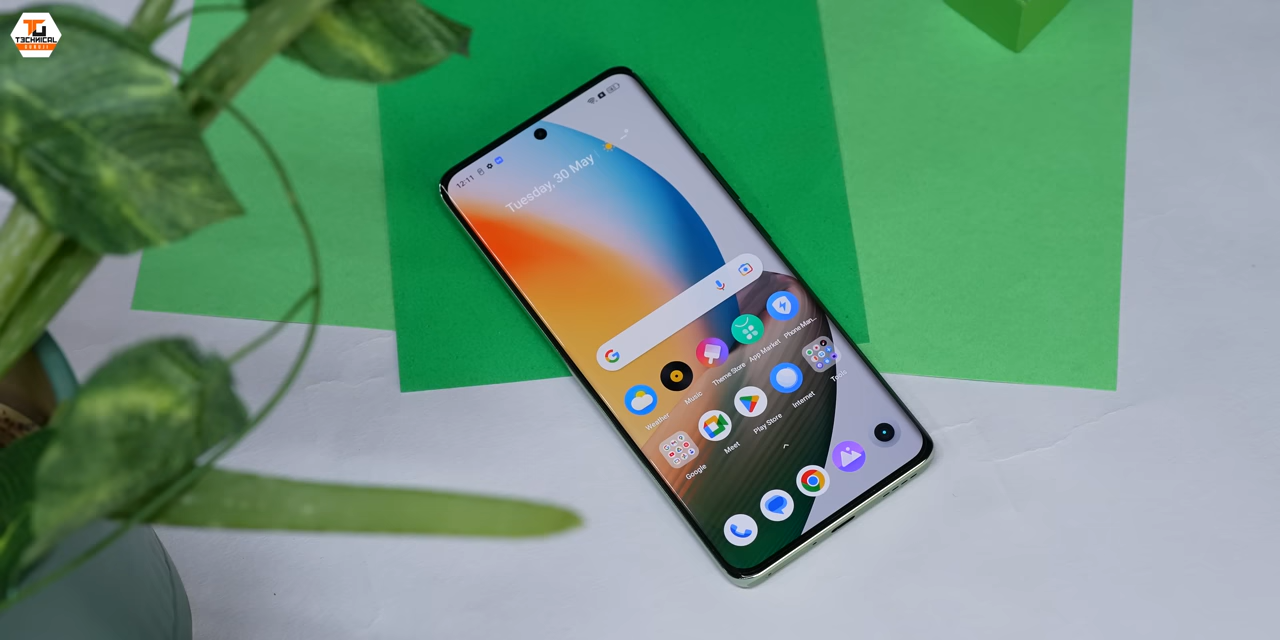 TG
TECHNICAL
GURUJI
12:11
Tuesday, 30 May
Weather
Music
Theme Store
App Market
Phone Man...
Google
Meet
Play Store
Internet
Tools